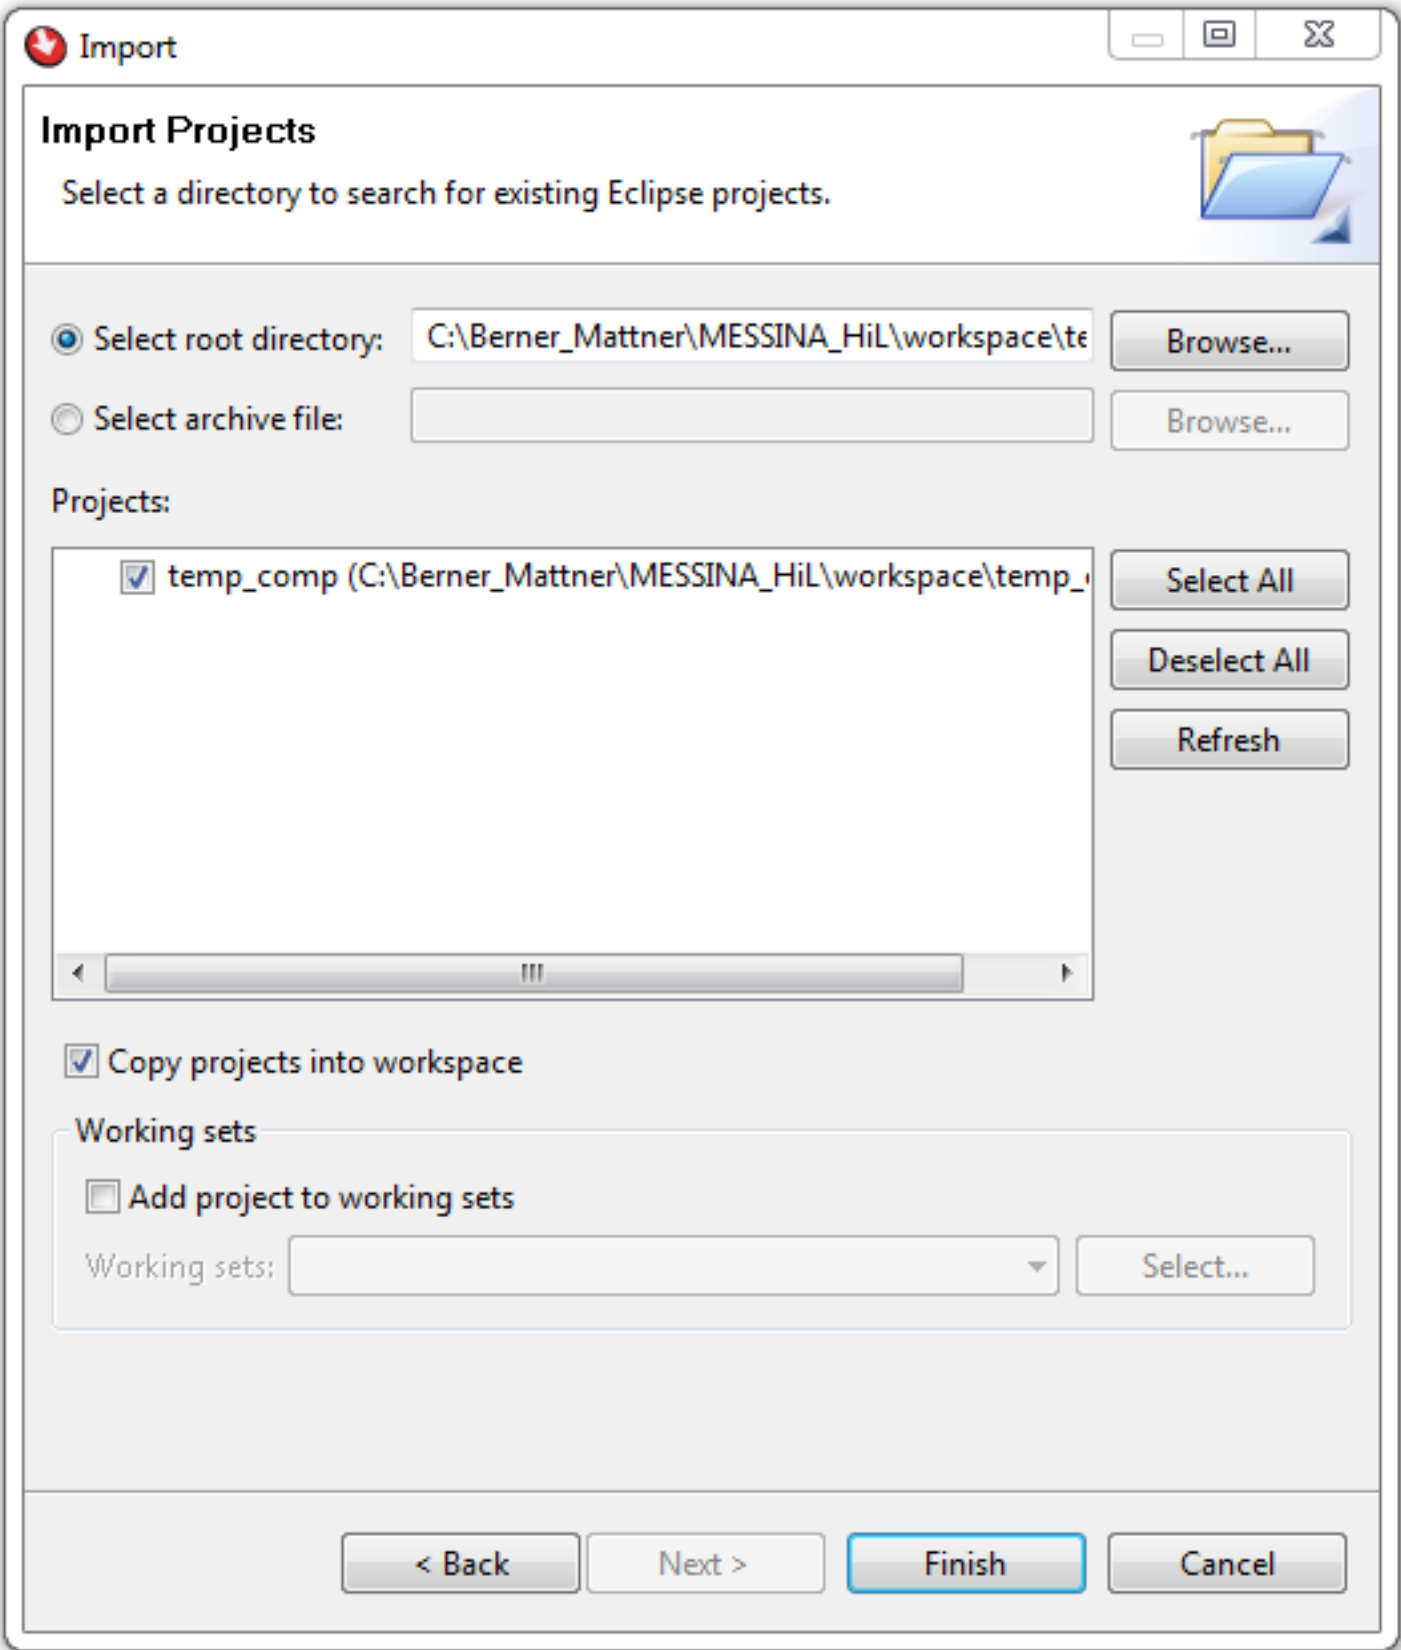 Import
Import Projects
Select a directory to search for existing Eclipse projects.
Select root directory: C:\Berner_Mattner\MESSINA_HiL\workspace\te Browse...
Select archive file: Browse...
Projects:
temp_comp (C:\Berner_Mattner\MESSINA_HiL\workspace\temp_ Select All
Deselect All
Refresh
Copy projects into workspace
Working sets
Add project to working sets
Working sets: Select...
< Back Next > Finish Cancel